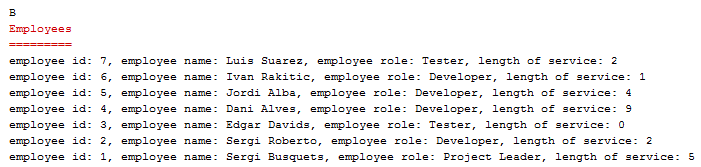 B
Employees
=========
employee id: 7, employee name: Luis Suarez, employee role: Tester, length of service: 2
employee id: 6, employee name: Ivan Rakitic, employee role: Developer, length of service: 1
employee id: 5, employee name: Jordi Alba, employee role: Developer, length of service: 4
employee id: 4, employee name: Dani Alves, employee role: Developer, length of service: 9
employee id: 3, employee name: Edgar Davids, employee role: Tester, length of service: 0
employee id: 2, employee name: Sergi Roberto, employee role: Developer, length of service: 2
employee id: 1, employee name: Sergi Busquets, employee role: Project Leader, length of service: 5